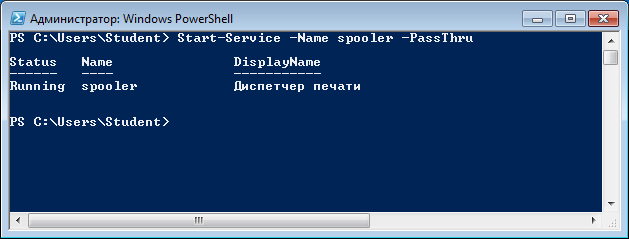 Администратор: Windows PowerShell
PS C:\Users\Student> Start-Service -Name spooler -PassThru
Status   Name               DisplayName
------   ----               -----------
Running  spooler            Диспетчер печати
PS C:\Users\Student>